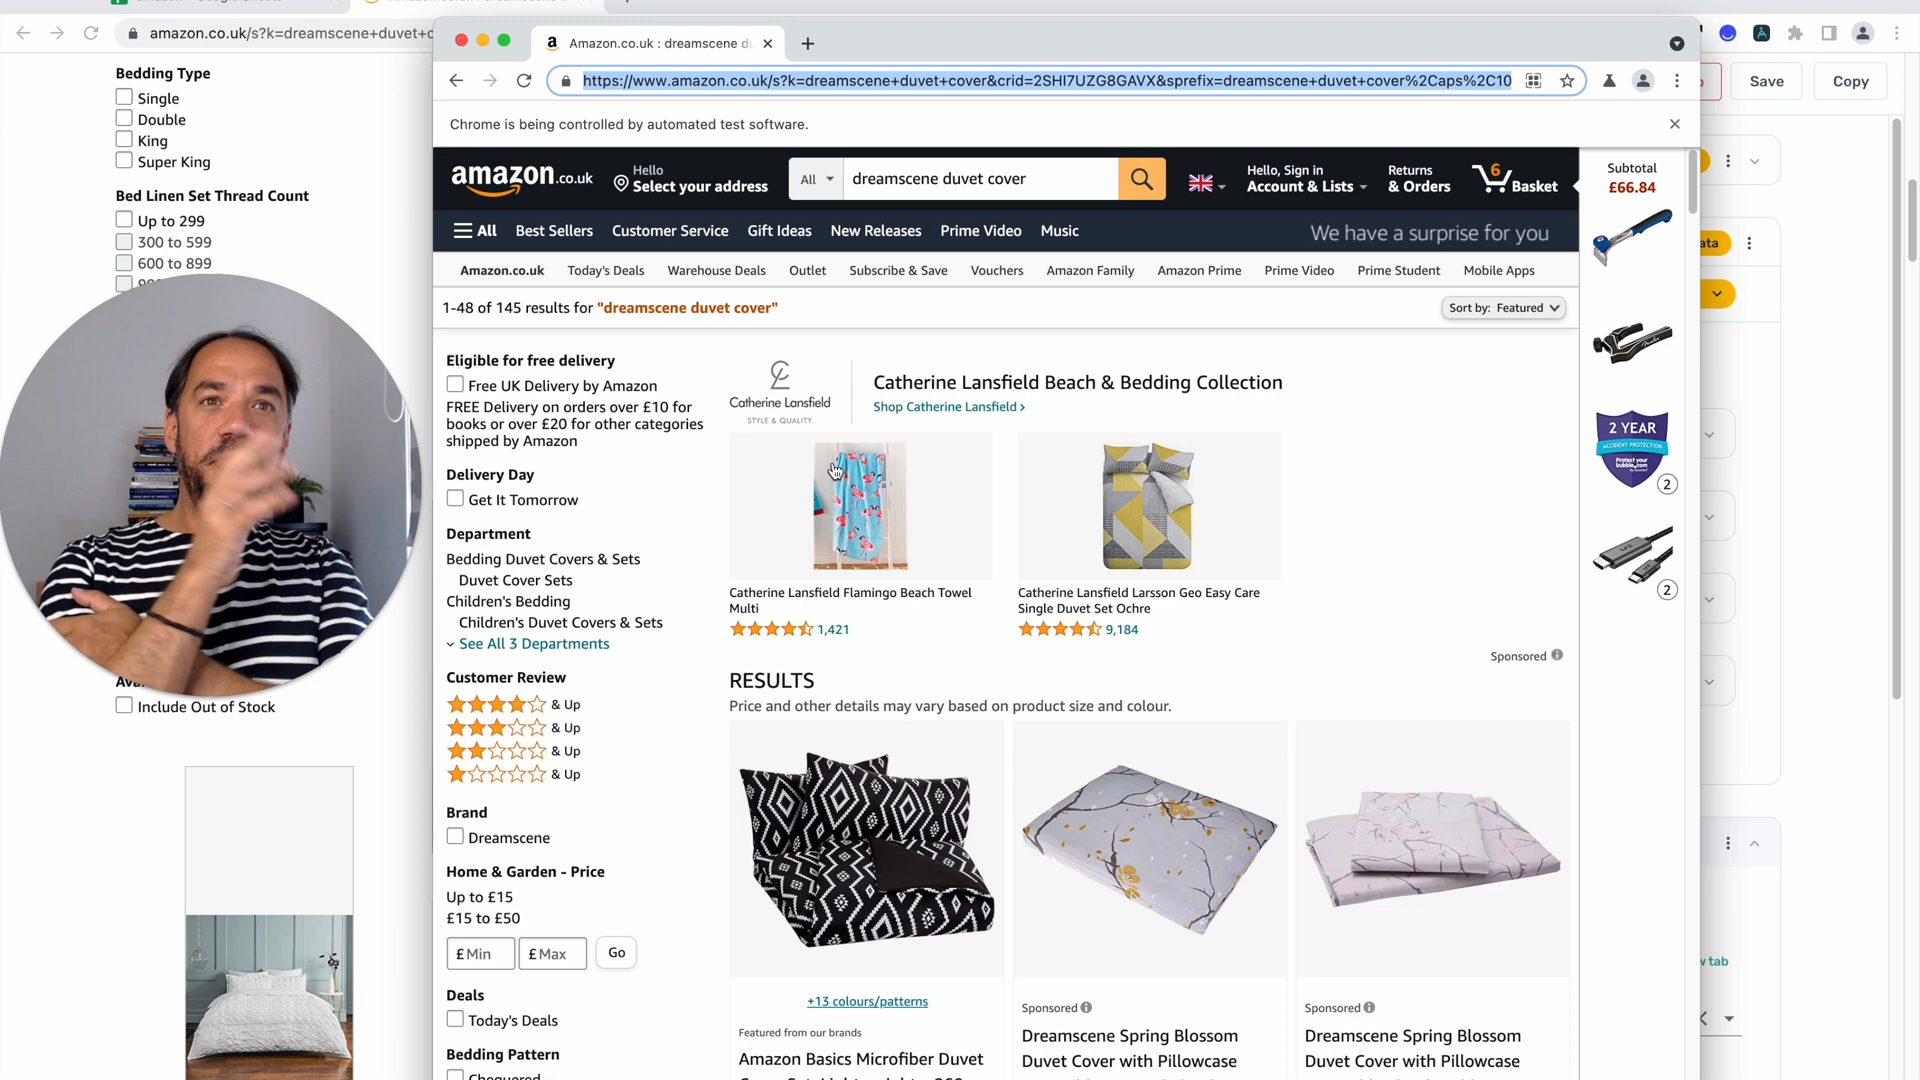 amazon.co.uk/s?k=dreamscene+duvet+c
Bedding Type
Single
Double
King
Super King
Bed Linen Set Thread Count
Up to 299
300 to 599
600 to 899
Include Out of Stock
Amazon.co.uk : dreamscene du
https://www.amazon.co.uk/s?k=dreamscene+duvet+cover&crid=2SHI7UZG8GAVX&sprefix=dreamscene+duvet+cover%2Caps%2C10
Chrome is being controlled by automated test software.
amazon.co.uk
Hello
Select your address
All
dreamscene duvet cover
Hello, Sign in
Account & Lists
Returns
& Orders
6
Basket
All
Best Sellers
Customer Service
Gift Ideas
New Releases
Prime Video
Music
We have a surprise for you
Amazon.co.uk
Today's Deals
Warehouse Deals
Outlet
Subscribe & Save
Vouchers
Amazon Family
Amazon Prime
Prime Video
Prime Student
Mobile Apps
1-48 of 145 results for "dreamscene duvet cover"
Sort by: Featured
Eligible for free delivery
Free UK Delivery by Amazon
FREE Delivery on orders over £10 for
books or over £20 for other categories
shipped by Amazon
Delivery Day
Get It Tomorrow
Department
Bedding Duvet Covers & Sets
Duvet Cover Sets
Children's Bedding
Children's Duvet Covers & Sets
See All 3 Departments
Customer Review
& Up
& Up
& Up
& Up
Brand
Dreamscene
Home & Garden - Price
Up to £15
£15 to £50
£ Min
£ Max
Go
Deals
Today's Deals
Bedding Pattern
Chequered
Catherine Lansfield
STYLE & QUALITY
Catherine Lansfield Beach & Bedding Collection
Shop Catherine Lansfield ›
Catherine Lansfield Flamingo Beach Towel
Multi
1,421
Catherine Lansfield Larsson Geo Easy Care
Single Duvet Set Ochre
9,184
Sponsored
RESULTS
Price and other details may vary based on product size and colour.
+13 colours/patterns
Featured from our brands
Amazon Basics Microfiber Duvet
Sponsored
Dreamscene Spring Blossom
Duvet Cover with Pillowcase
Sponsored
Dreamscene Spring Blossom
Duvet Cover with Pillowcase
Subtotal
£66.84
2 YEAR
ACCIDENT PROTECTION
Protect your
bubble.com
2
2
Save
Copy
ata
w tab